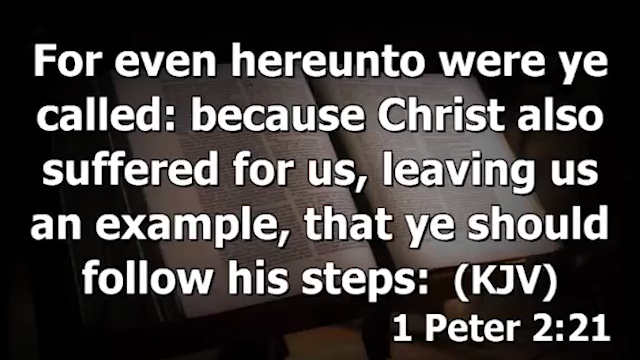 For even hereunto were ye
called: because Christ also
suffered for us, leaving us
an example, that ye should
follow his steps: (KJV)
1 Peter 2:21